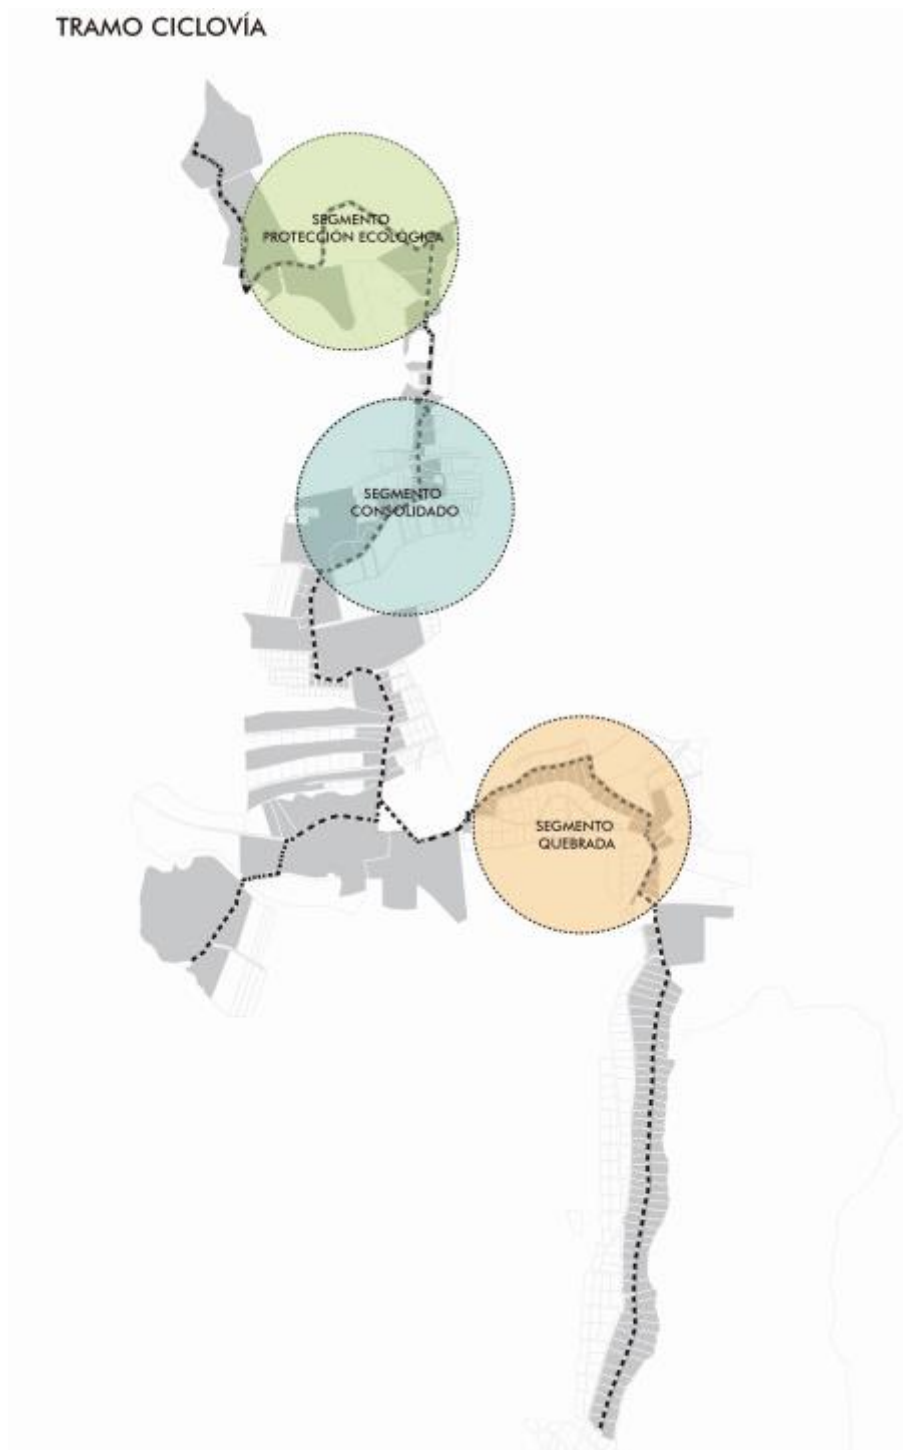 TRAMO CICLOVÍA
SEGMENTO
PROTECCIÓN ECOLÓGICA
SEGMENTO
CONSOLIDADO
SEGMENTO
QUEBRADA